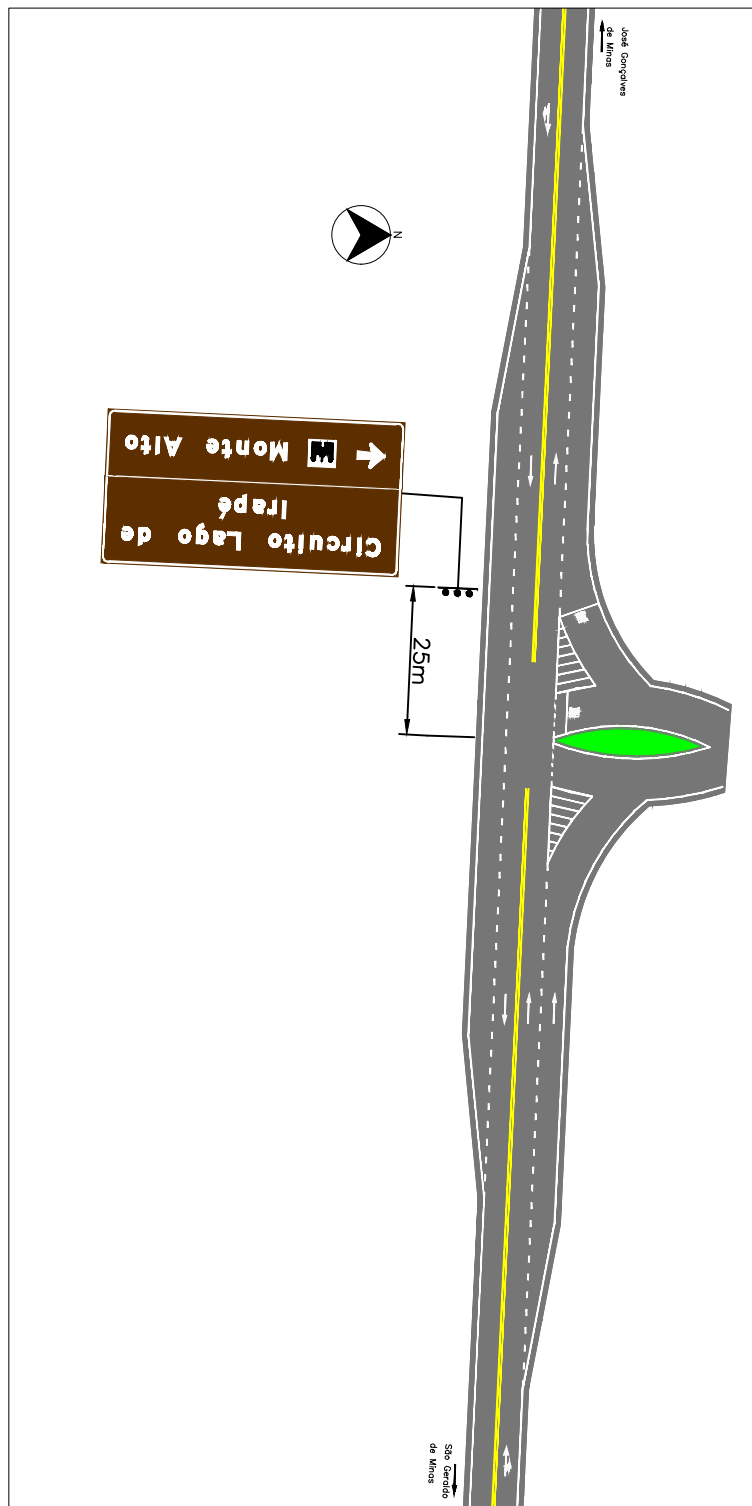 José Gonçalves
de Minas
N
Circuito Lago de
Irapé
Monte Alto
25m
São Geraldo
de Minas